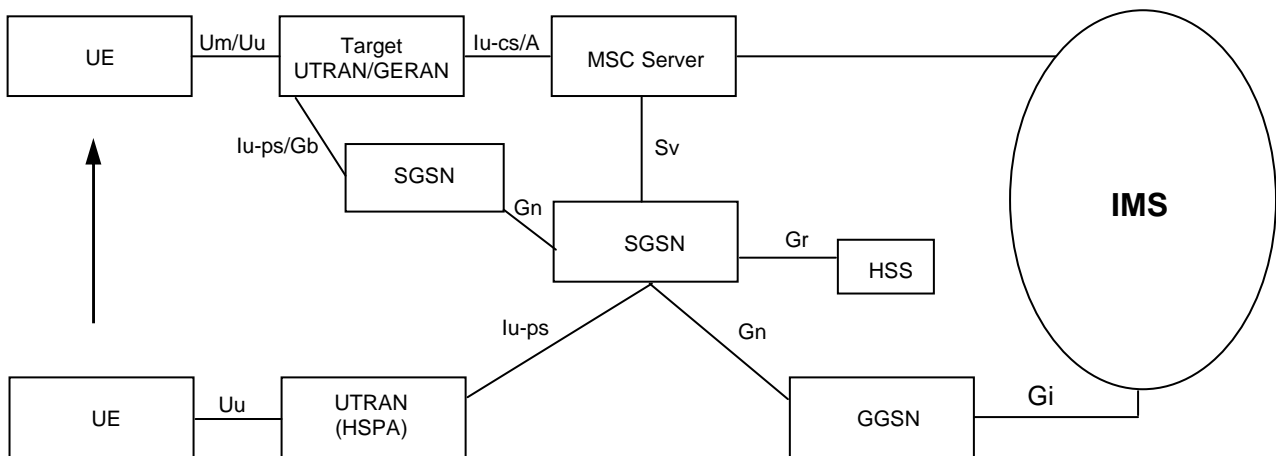 UE
Um/Uu
Target
UTRAN/GERAN
Iu-cs/A
MSC Server
Iu-ps/Gb
SGSN
Gn
Sv
SGSN
Gr
HSS
IMS
Iu-ps
Gn
UE
Uu
UTRAN
(HSPA)
GGSN
Gi